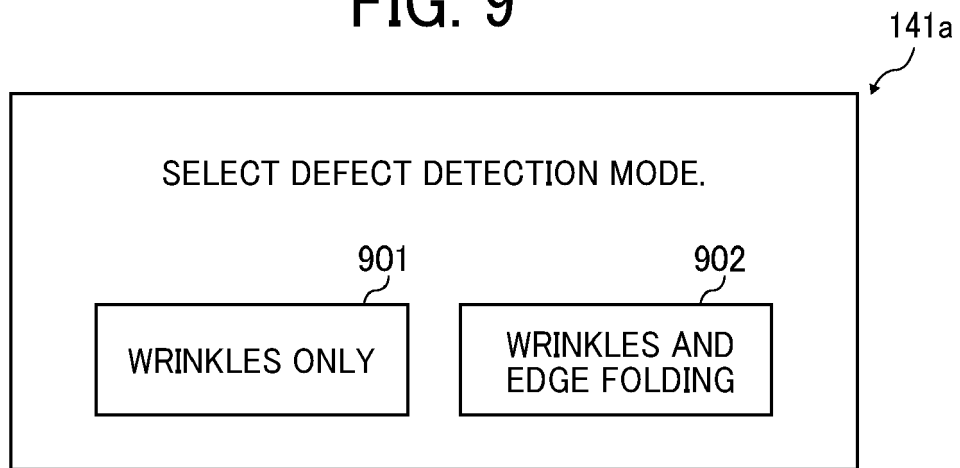 FIG. 9
141a
SELECT DEFECT DETECTION MODE.
901
902
WRINKLES ONLY
WRINKLES AND
EDGE FOLDING